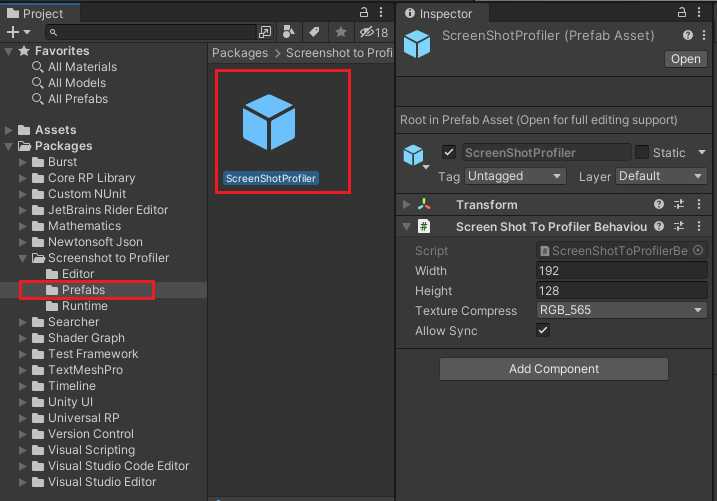 Project
18
Favorites
All Materials
All Models
All Prefabs
Assets
Packages
Burst
Core RP Library
Custom NUnit
JetBrains Rider Editor
Mathematics
Newtonsoft Json
Screenshot to Profiler
Editor
Prefabs
Runtime
Searcher
Shader Graph
Test Framework
TextMeshPro
Timeline
Unity UI
Universal RP
Version Control
Visual Scripting
Visual Studio Code Editor
Visual Studio Editor
Packages > Screenshot to Profi
ScreenShotProfiler
Inspector
ScreenShotProfiler (Prefab Asset)
Open
Root in Prefab Asset (Open for full editing support)
ScreenShotProfiler Static
Tag Untagged Layer Default
Transform
# Screen Shot To Profiler Behaviou
Script # ScreenShotToProfilerBe
Width 192
Height 128
Texture Compress RGB_565
Allow Sync
Add Component